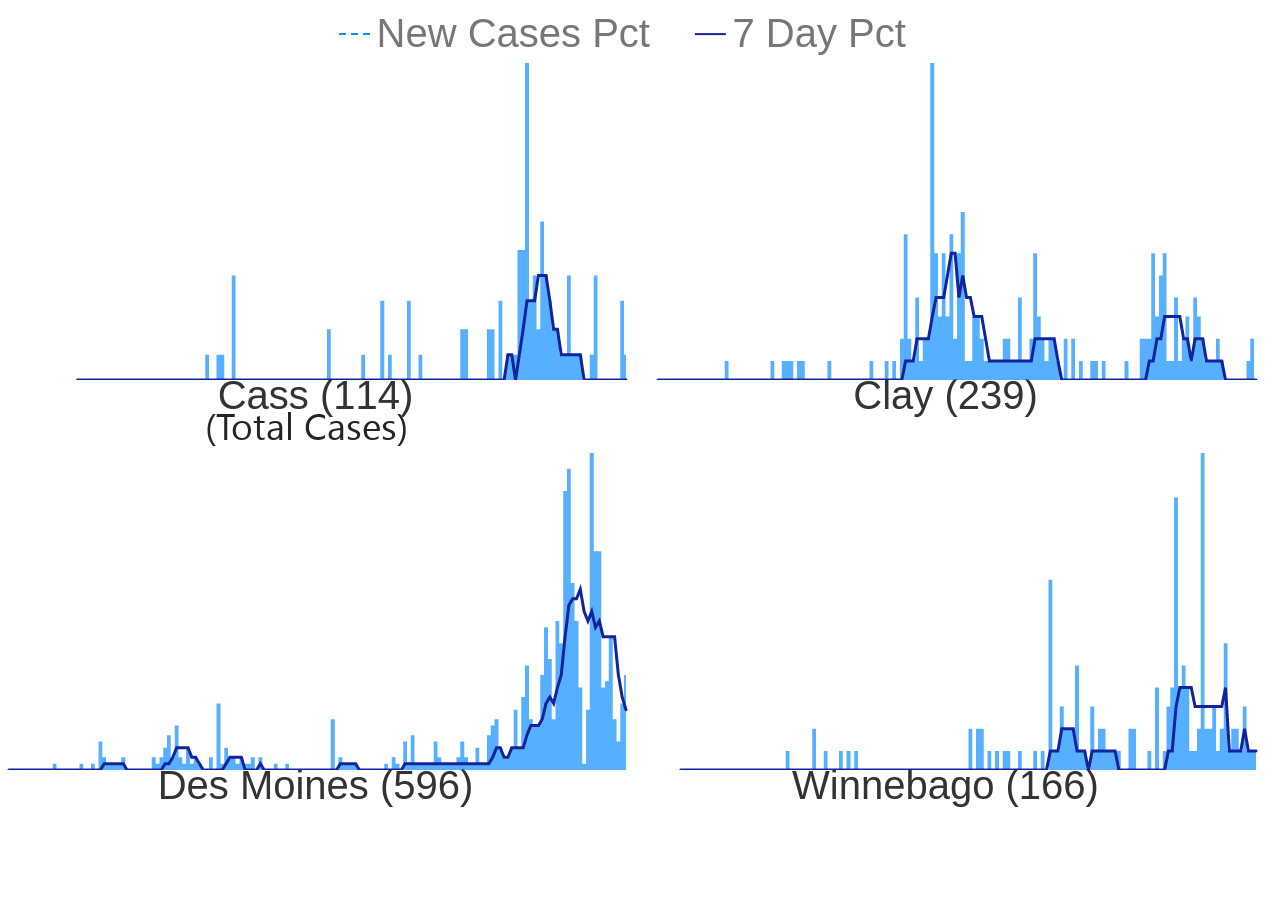 New Cases Pct 7 Day Pct
Cass (114)
(Total Cases)
Clay (239)
Des Moines (596)
Winnebago (166)